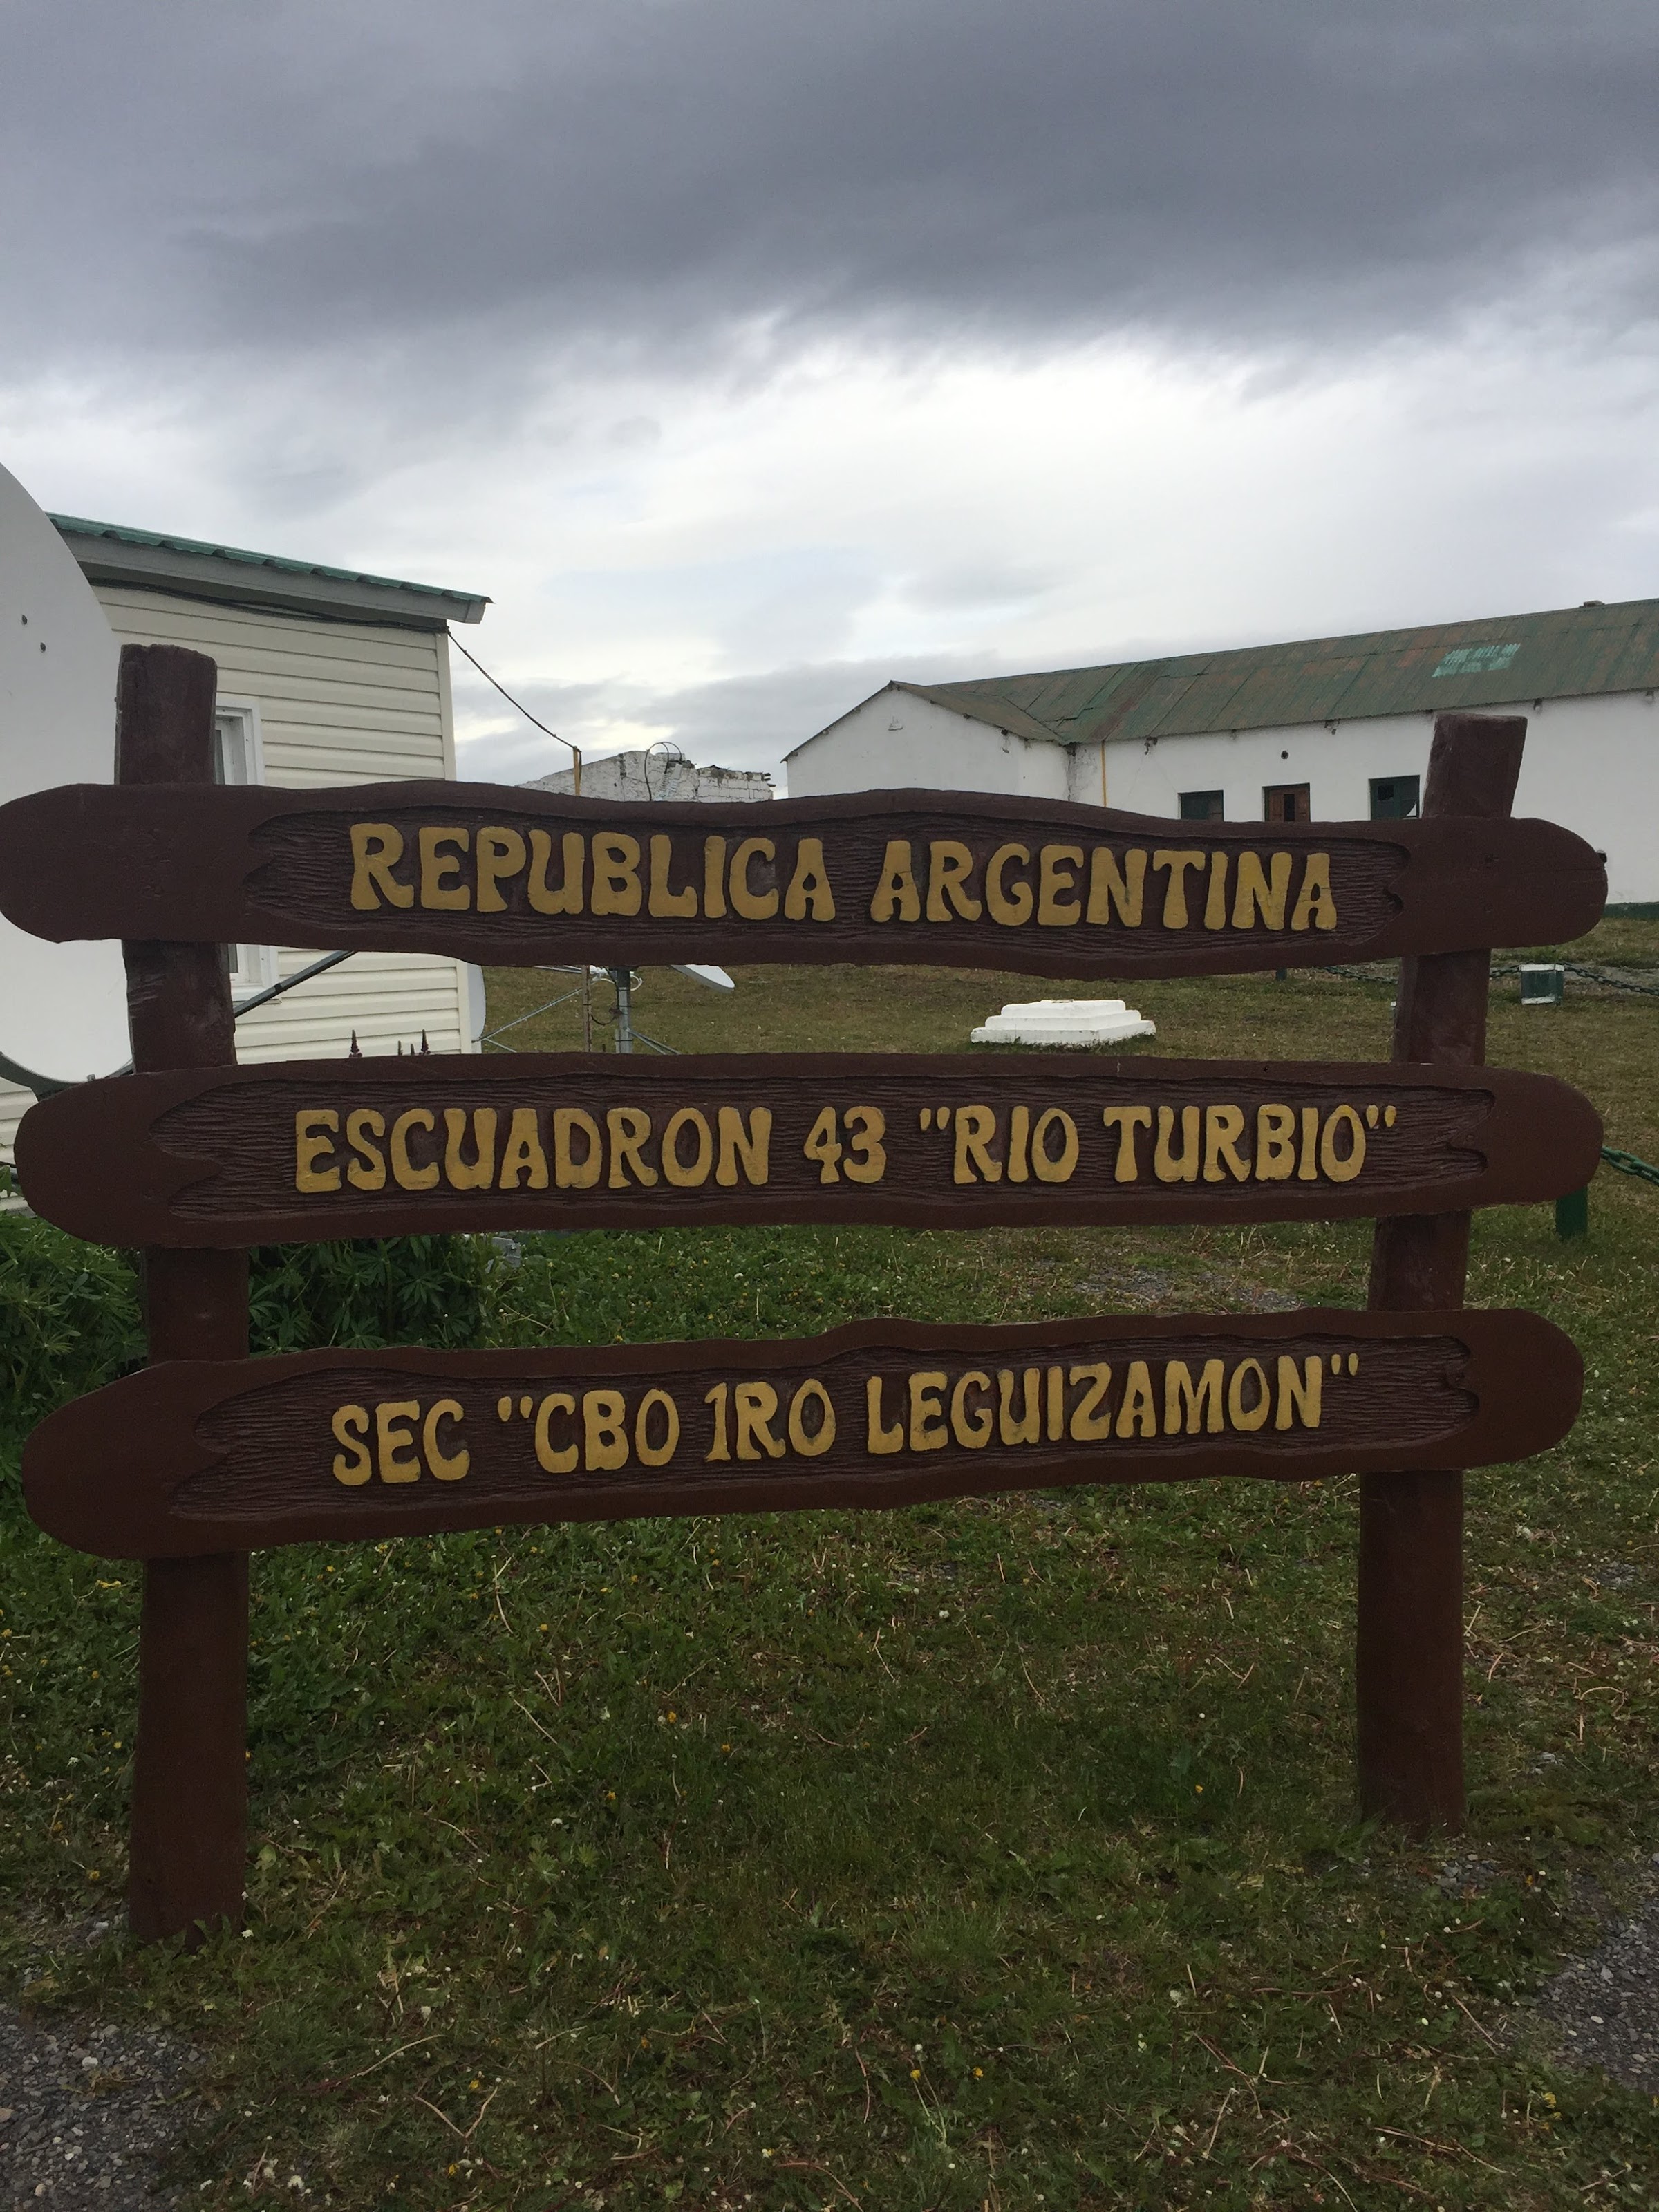 REPUBLICA ARGENTINA
ESCUADRON 43 "RIO TURBIO"
SEC "CBO 1RO LEGUIZAMON"